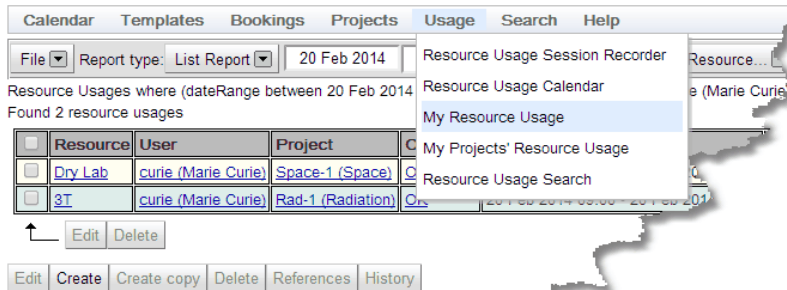 Calendar Templates Bookings Projects Usage Search Help
File Report type: List Report 20 Feb 2014 Resource...
Resource Usage Session Recorder
Resource Usage Calendar
My Resource Usage
My Projects' Resource Usage
Resource Usage Search
Resource Usages where (dateRange between 20 Feb 2014 (Marie Curie
Found 2 resource usages
Resource User Project
Dry Lab curie (Marie Curie) Space-1 (Space)
3T curie (Marie Curie) Rad-1 (Radiation)
Edit Delete
Edit Create Create copy Delete References History